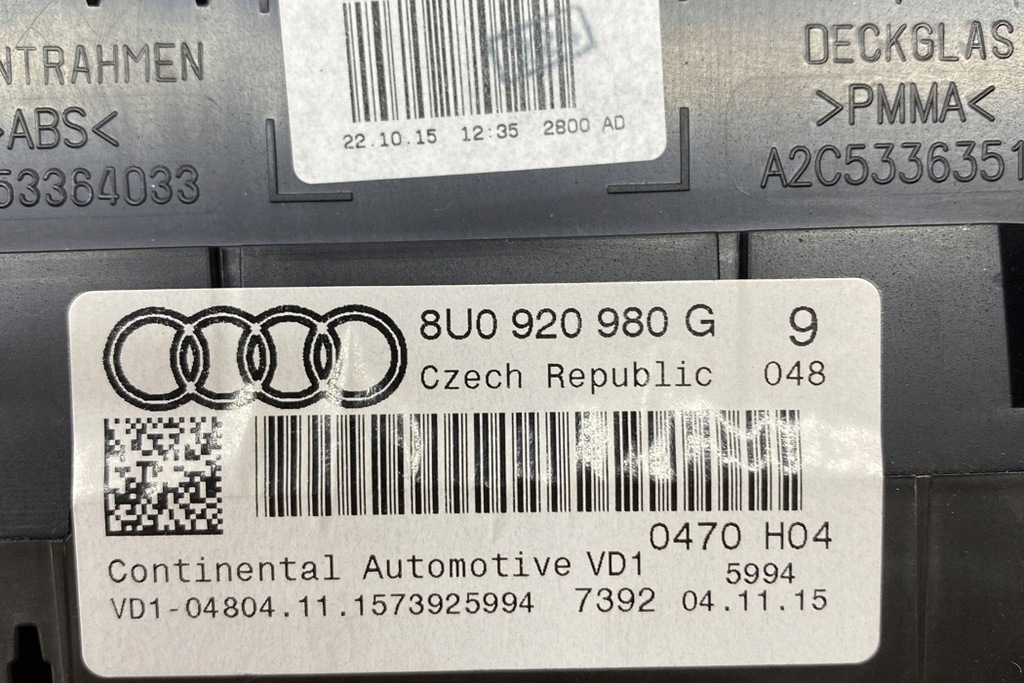 NTRAHMEN
>ABS<
53364033
22.10.15 12:35 2800 AD
DECKGLAS
>PMMA<
A2C5336351
8U0 920 980 G 9
Czech Republic 048
0470 H04
Continental Automotive VD1 5994
VD1-04804.11.1573925994 7392 04.11.15